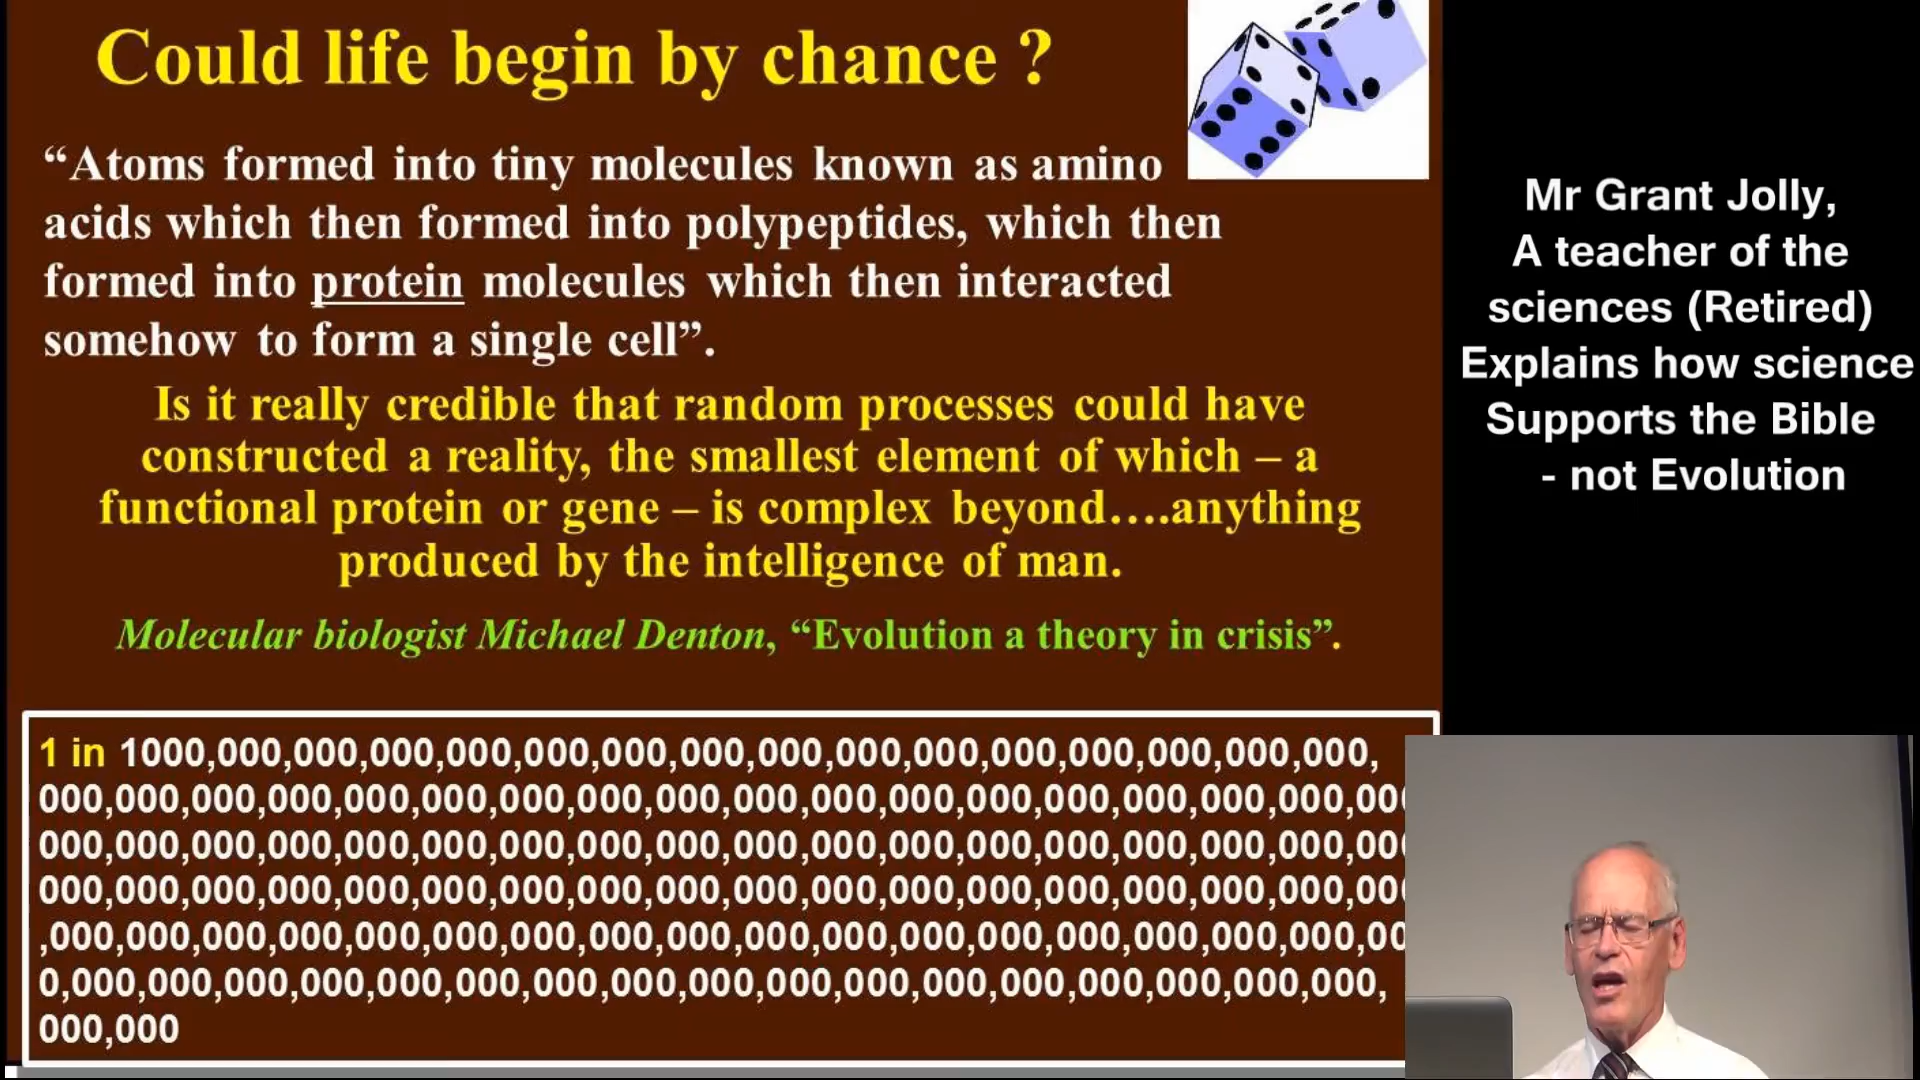 Could life begin by chance ?
“Atoms formed into tiny molecules known as amino
acids which then formed into polypeptides, which then
formed into protein molecules which then interacted
somehow to form a single cell”.
Is it really credible that random processes could have
constructed a reality, the smallest element of which – a
functional protein or gene – is complex beyond….anything
produced by the intelligence of man.
Molecular biologist Michael Denton, “Evolution a theory in crisis”.
1 in 1000,000,000,000,000,000,000,000,000,000,000,000,000,000,000,000,
000,000,000,000,000,000,000,000,000,000,000,000,000,000,000,000,000,000
000,000,000,000,000,000,000,000,000,000,000,000,000,000,000,000,000,000
000,000,000,000,000,000,000,000,000,000,000,000,000,000,000,000,000,000
,000,000,000,000,000,000,000,000,000,000,000,000,000,000,000,000,000,00
0,000,000,000,000,000,000,000,000,000,000,000,000,000,000,000,000,000,
000,000
Mr Grant Jolly,
A teacher of the
sciences (Retired)
Explains how science
Supports the Bible
- not Evolution